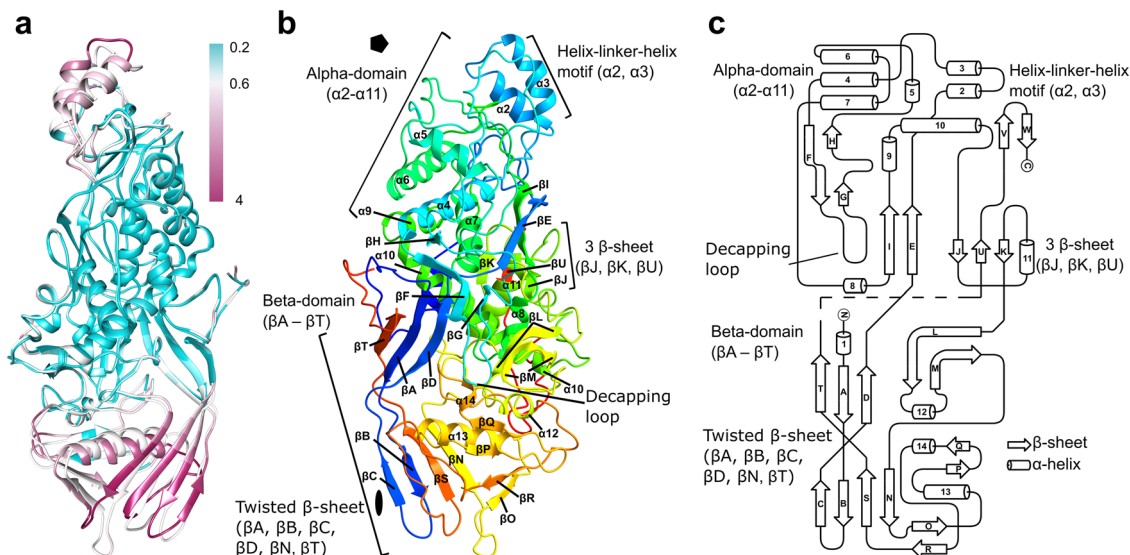 a
0.2
0.6
4
b
Alpha-domain
(α2-α11)
Helix-linker-helix
motif (α2, α3)
α3
α2
α5
α6
α4
α9
α7
βI
βE
βH
α10
βK
βU
3 β-sheet
(βJ, βK, βU)
α11
βJ
βF
Beta-domain
(βA – βT)
α8
βG
βL
βT
βA
βD
βM
α10
Decapping
loop
α14
α12
βQ
α13
βP
βB
βN
βC
βS
βR
βO
Twisted β-sheet
(βA, βB, βC,
βD, βN, βT)
c
Alpha-domain
(α2-α11)
6
4
7
5
3
2
Helix-linker-helix
motif (α2, α3)
10
V
W
C
H
F
9
G
I
E
J
U
K
11
3 β-sheet
(βJ, βK, βU)
Decapping
loop
8
N
Beta-domain
(βA – βT)
1
L
M
T
A
D
12
Twisted β-sheet
(βA, βB, βC,
βD, βN, βT)
14
Q
P
13
β-sheet
α-helix
C
B
S
N
O
R